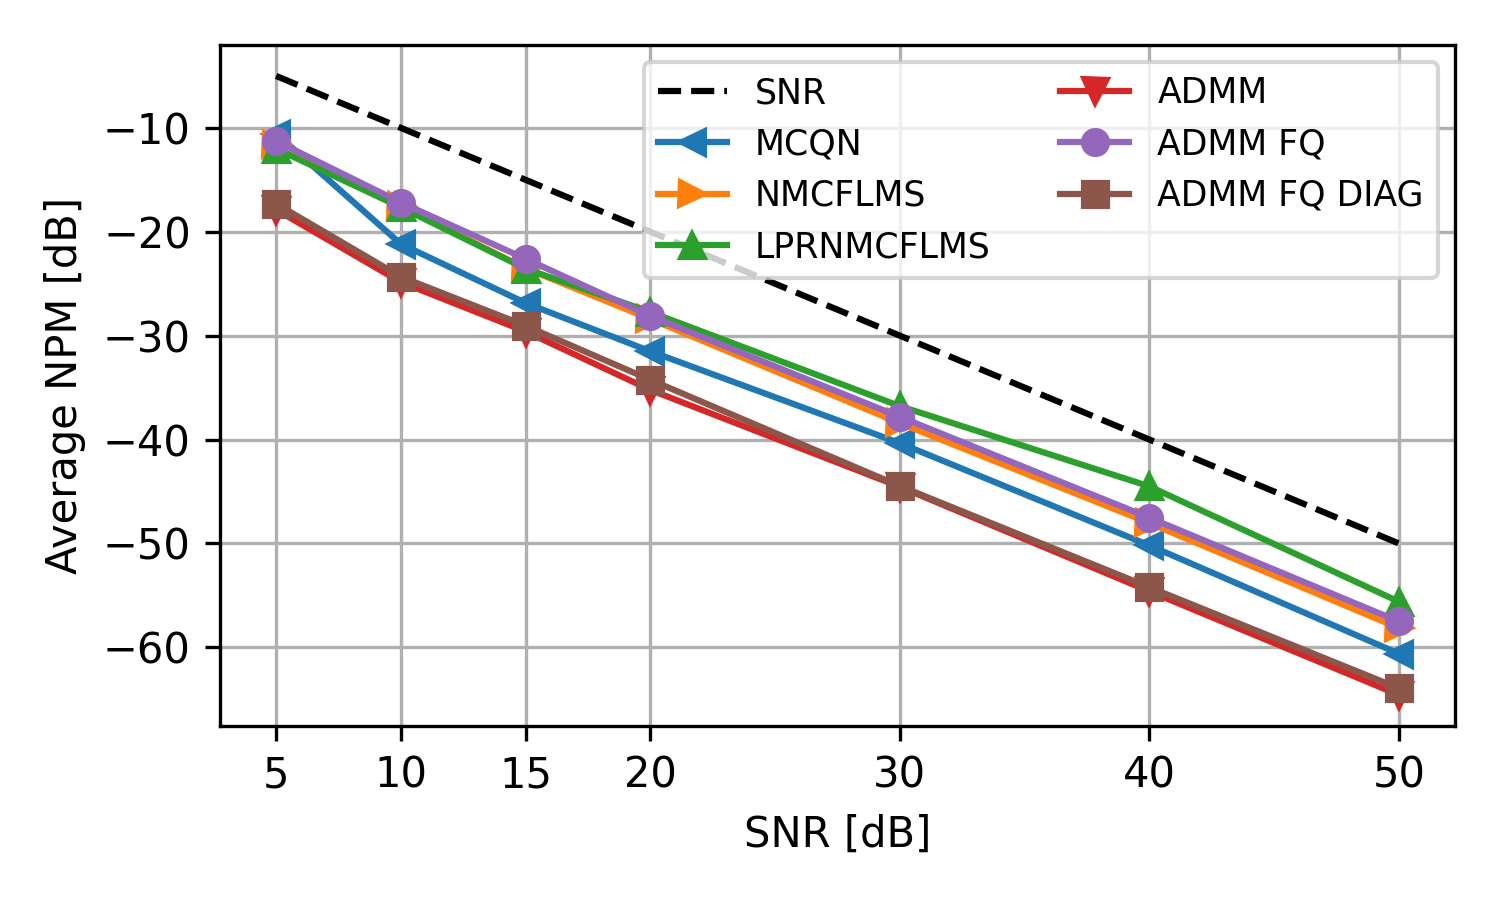 Average NPM [dB]
−10
−20
−30
−40
−50
−60
SNR
MCQN
NMCFLMS
LPRNMCFLMS
ADMM
ADMM FQ
ADMM FQ DIAG
5 10 15 20 30 40 50
SNR [dB]